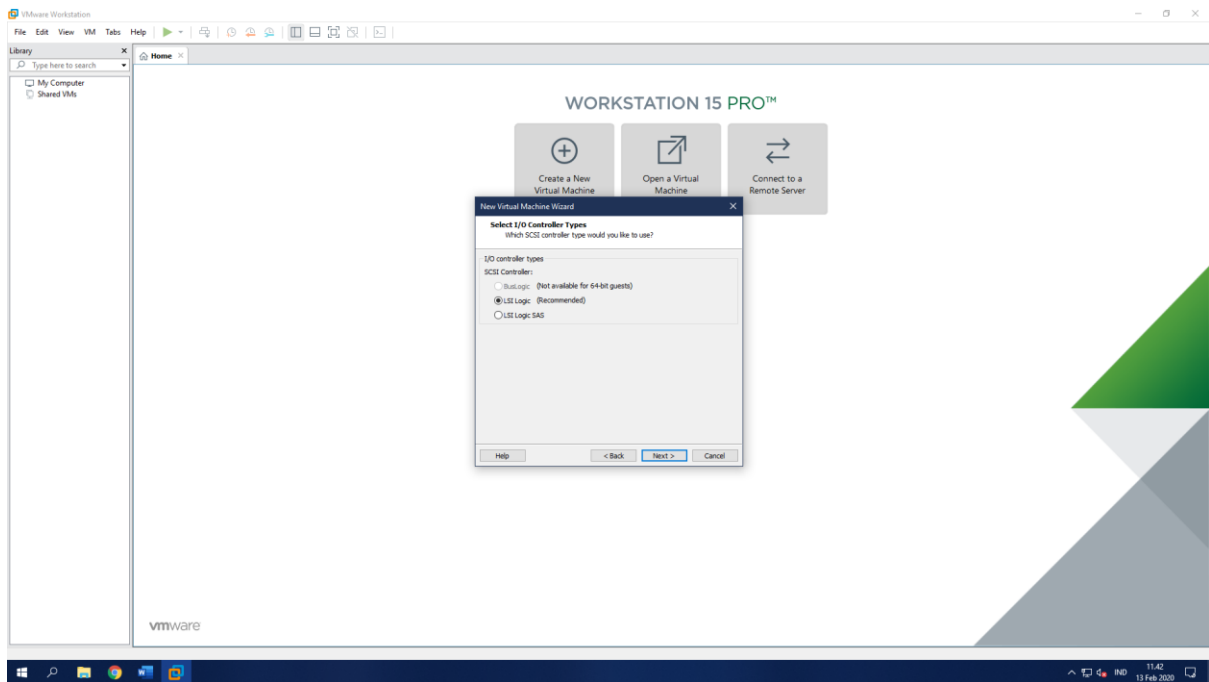 VMware Workstation
File Edit View VM Tabs Help
Library
Home
Type here to search
My Computer
Shared VMs
WORKSTATION 15 PRO™
Create a New
Virtual Machine
Open a Virtual
Machine
Connect to a
Remote Server
New Virtual Machine Wizard
Select I/O Controller Types
Which SCSI controller type would you like to use?
I/O controller types
SCSI Controller:
BusLogic (Not available for 64-bit guests)
LSI Logic (Recommended)
LSI Logic SAS
Help < Back Next > Cancel
vmware
IND
11.42
13 Feb 2020